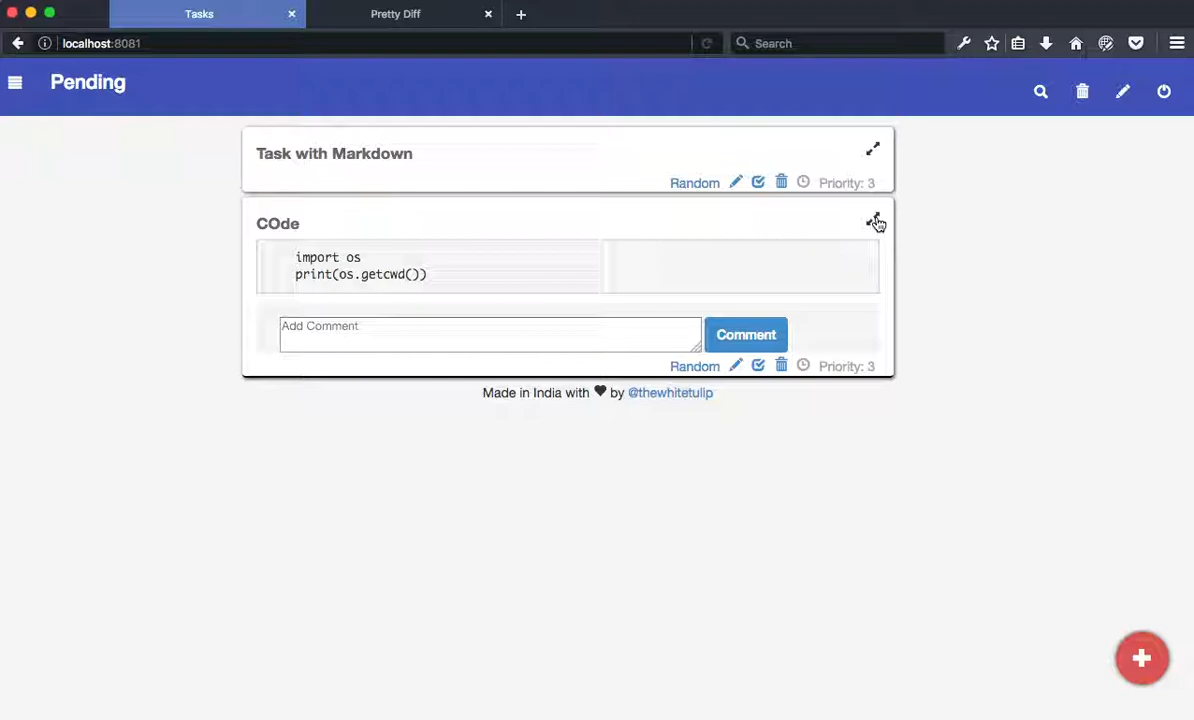 Tasks
Pretty Diff
localhost:8081
Search
Pending
Task with Markdown
Random Priority: 3
COde
import os
print(os.getcwd())
Add Comment
Comment
Random Priority: 3
Made in India with ♥ by @thewhitetulip